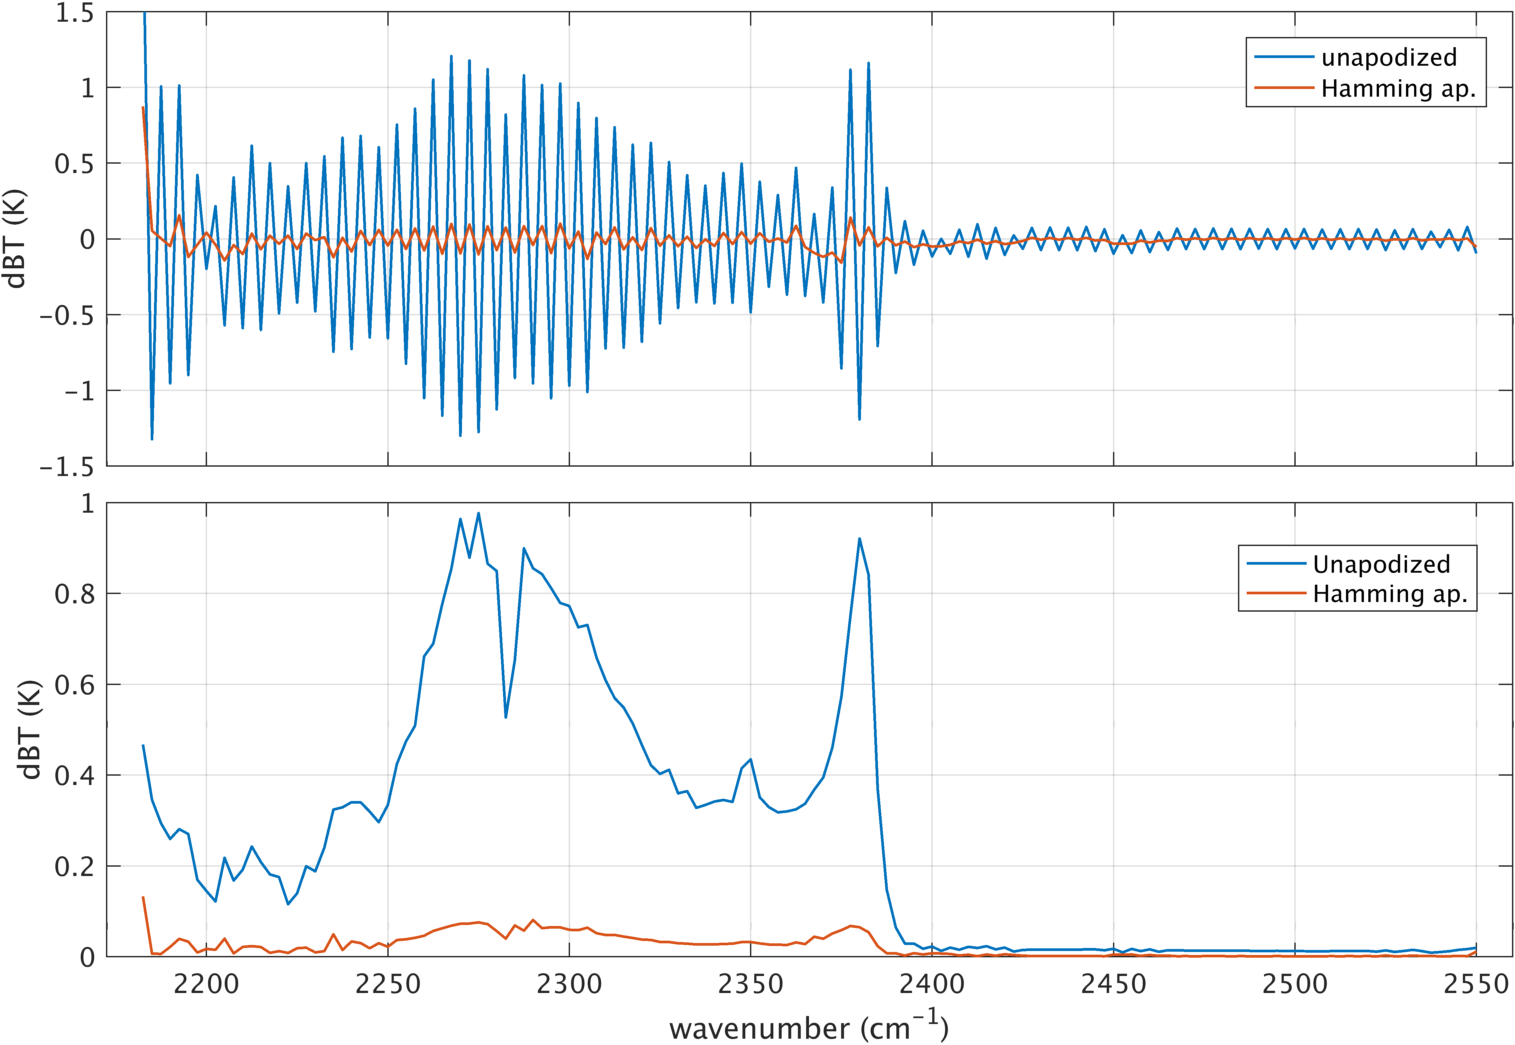 1.5
1
0.5
0
-0.5
-1
-1.5
dBT (K)
unapodized
Hamming ap.
1
0.8
0.6
0.4
0.2
0
dBT (K)
Unapodized
Hamming ap.
2200 2250 2300 2350 2400 2450 2500 2550
wavenumber (cm⁻¹)